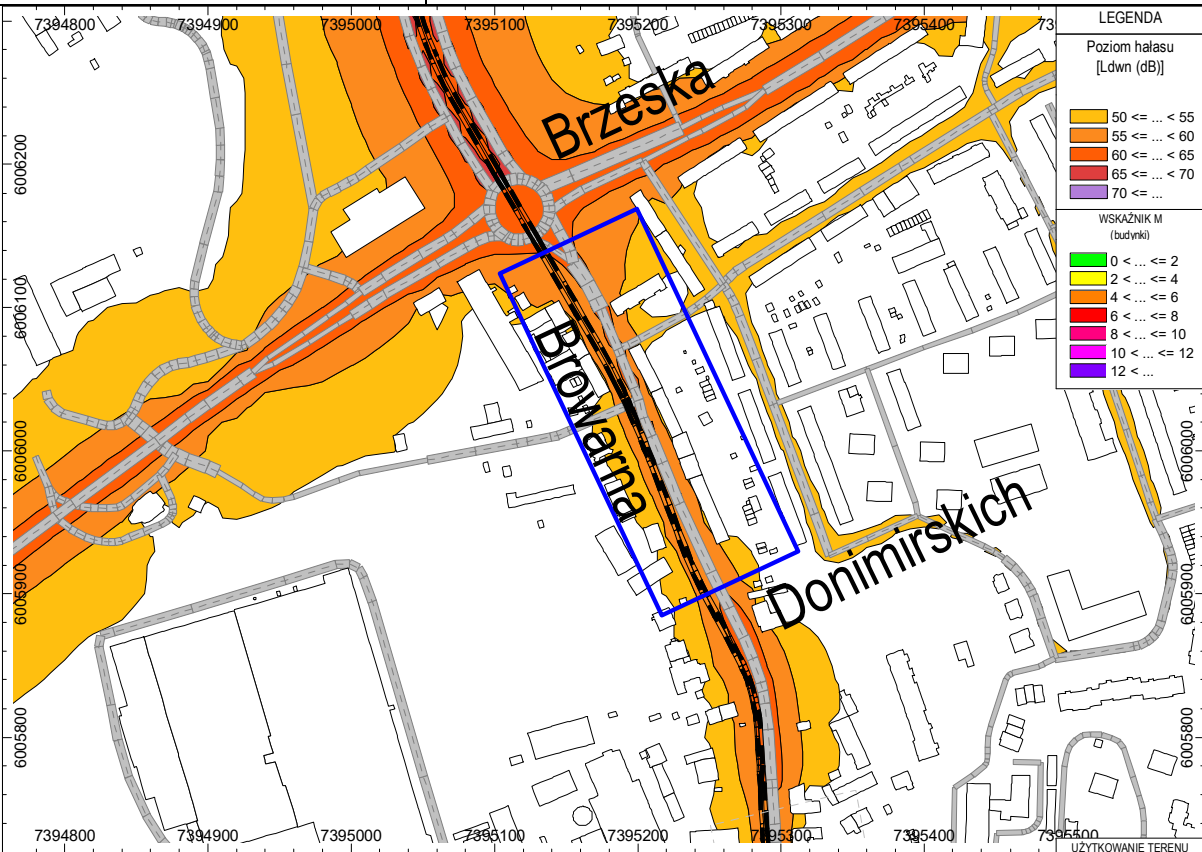 7394800 7394900 7395000 7395100 7395200 7395300 7395400
LEGENDA
Poziom hałasu
[Ldwn (dB)]
50 <= ... < 55
55 <= ... < 60
60 <= ... < 65
65 <= ... < 70
70 <= ...
WSKAŹNIK M
(budynki)
0 < ... <= 2
2 < ... <= 4
4 < ... <= 6
6 < ... <= 8
8 < ... <= 10
10 < ... <= 12
12 < ...
Brzeska
Browarna
Donimirskich
6006200
6006100
6006000
6005900
6005800
6006000
6005900
6005800
7394800 7394900 7395000 7395100 7395200 7395300 7395400 7395500
UŻYTKOWANIE TERENU